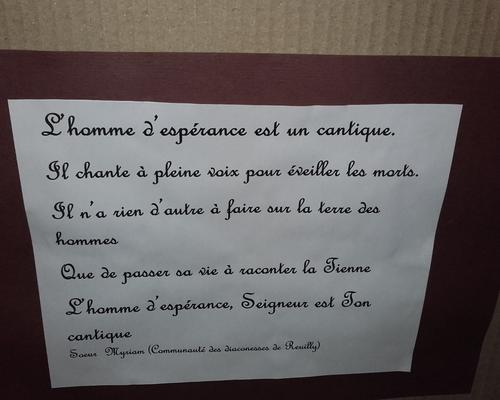 L'homme d'espérance est un cantique.
Il chante à pleine voix pour éveiller les morts.
Il n'a rien d'autre à faire sur la terre des
hommes
Que de passer sa vie à raconter la Tienne
L'homme d'espérance, Seigneur est Ton
cantique
Soeur Myriam (Communauté des diaconesses de Reuilly)